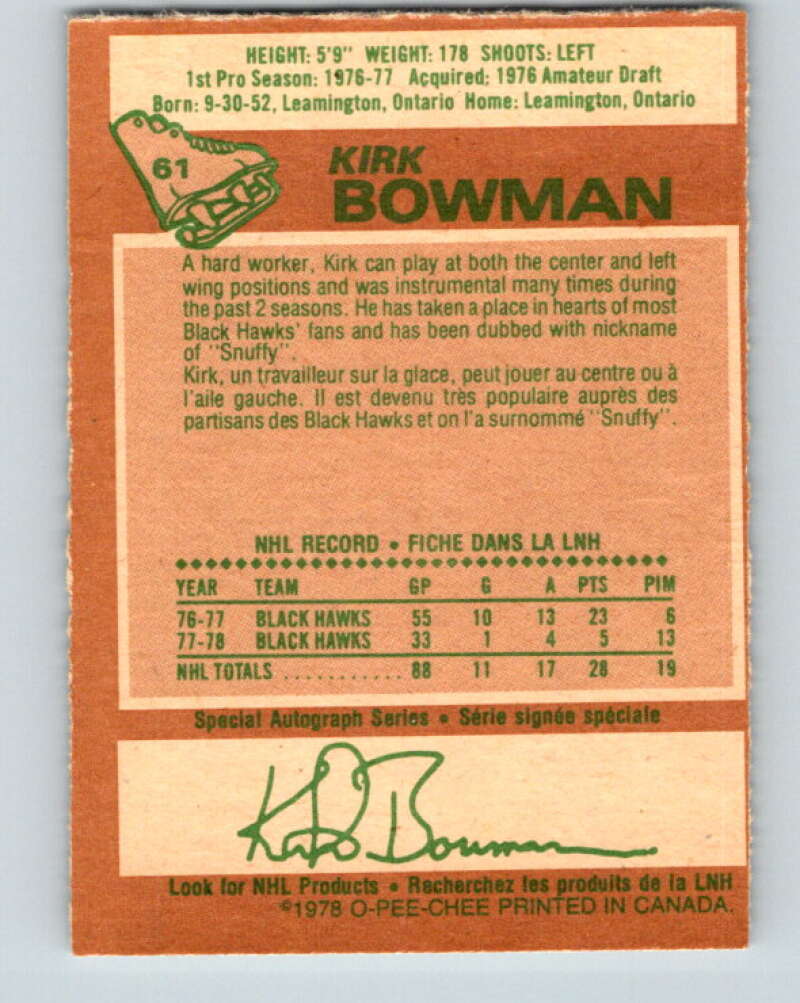 HEIGHT: 5'9" WEIGHT: 178 SHOOTS: LEFT
1st Pro Season: 1976-77 Acquired: 1976 Amateur Draft
Born: 9-30-52, Leamington, Ontario Home: Leamington, Ontario
61
KIRK
BOWMAN
A hard worker, Kirk can play at both the center and left
wing positions and was instrumental many times during
the past 2 seasons. He has taken a place in hearts of most
Black Hawks' fans and has been dubbed with nickname
of "Snuffy".
Kirk, un travailleur sur la glace, peut jouer au centre ou à
l'aile gauche. Il est devenu très populaire auprès des
partisans des Black Hawks et on l'a surnommé "Snuffy".
NHL RECORD • FICHE DANS LA LNH
YEAR TEAM GP G A PTS PIM
76-77 BLACK HAWKS 55 10 13 23 6
77-78 BLACK HAWKS 33 1 4 5 13
NHL TOTALS ........... 88 11 17 28 19
Special Autograph Series • Série signée spéciale
Kirk Bowman
Look for NHL Products • Recherchez les produits de la LNH
©1978 O-PEE-CHEE PRINTED IN CANADA.